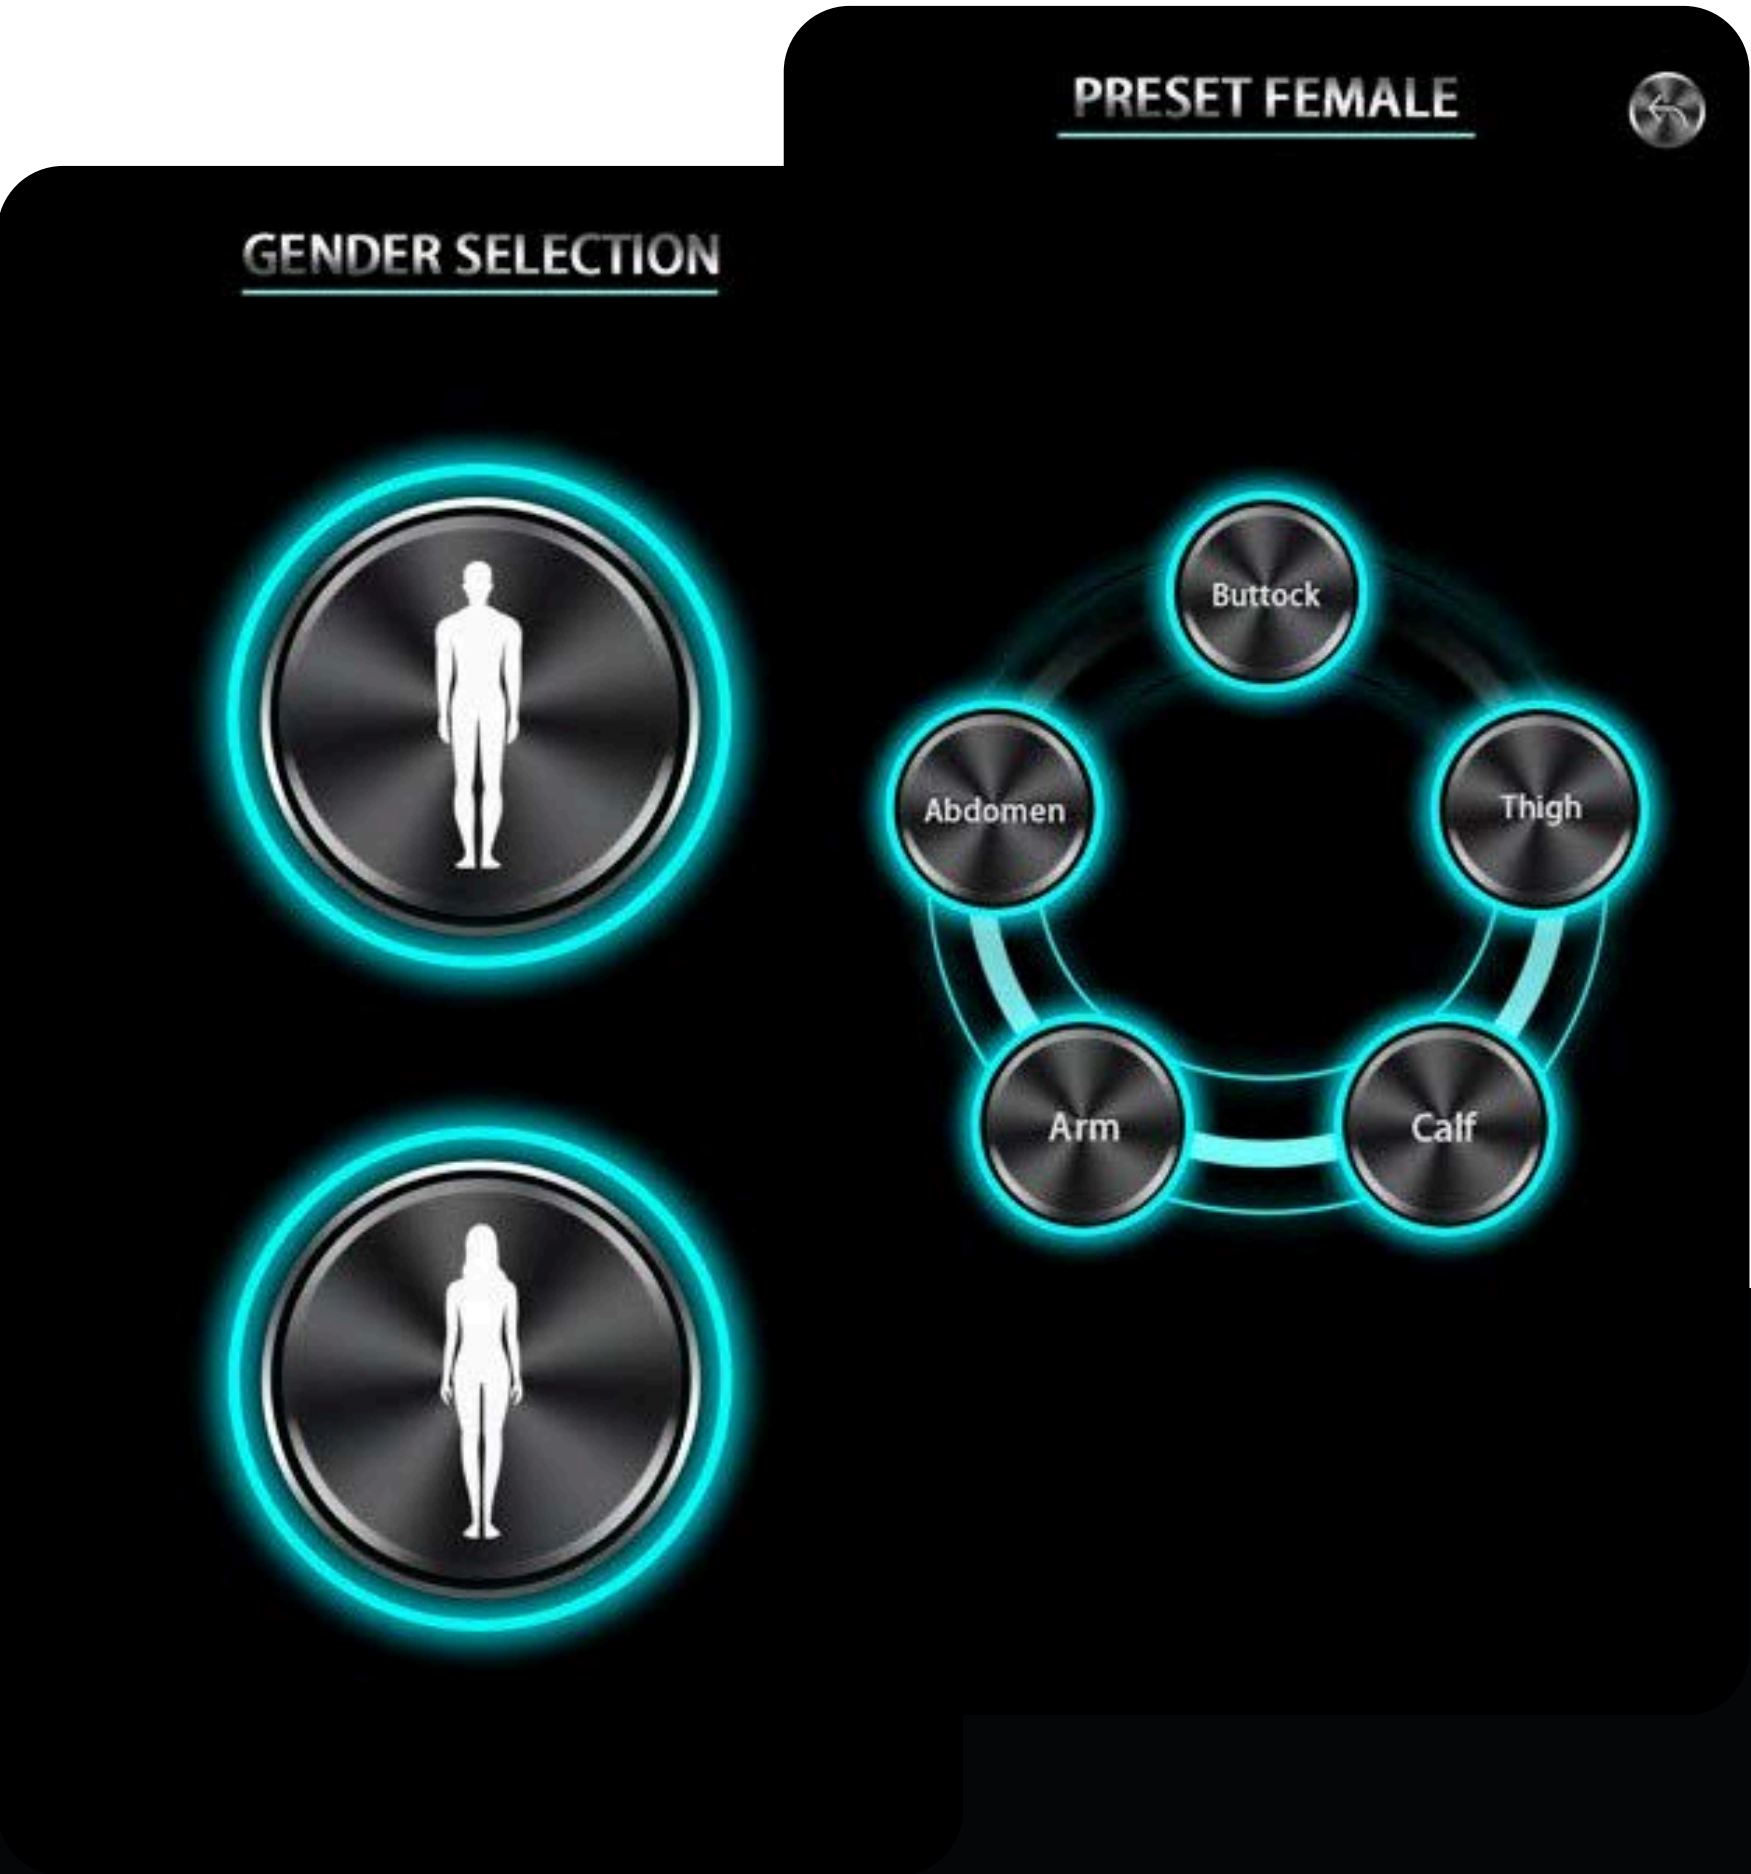 GENDER SELECTION
PRESET FEMALE
Buttock
Abdomen
Thigh
Arm
Calf